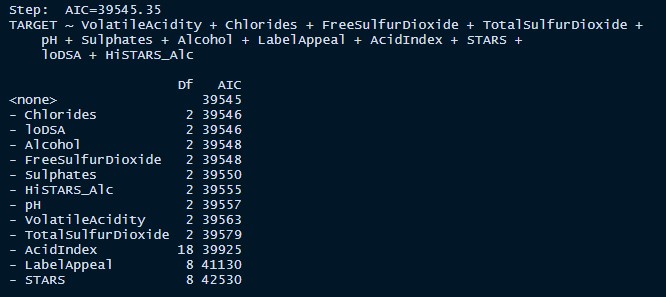 Step:  AIC=39545.35
TARGET ~ VolatileAcidity + Chlorides + FreeSulfurDioxide + TotalSulfurDioxide +
    pH + Sulphates + Alcohol + LabelAppeal + AcidIndex + STARS +
    loDSA + HiSTARS_Alc
                     Df   AIC
<none>                  39545
- Chlorides           2 39546
- loDSA               2 39546
- Alcohol             2 39548
- FreeSulfurDioxide   2 39548
- Sulphates           2 39550
- HiSTARS_Alc         2 39555
- pH                  2 39557
- VolatileAcidity     2 39563
- TotalSulfurDioxide  2 39579
- AcidIndex          18 39925
- LabelAppeal         8 41130
- STARS               8 42530